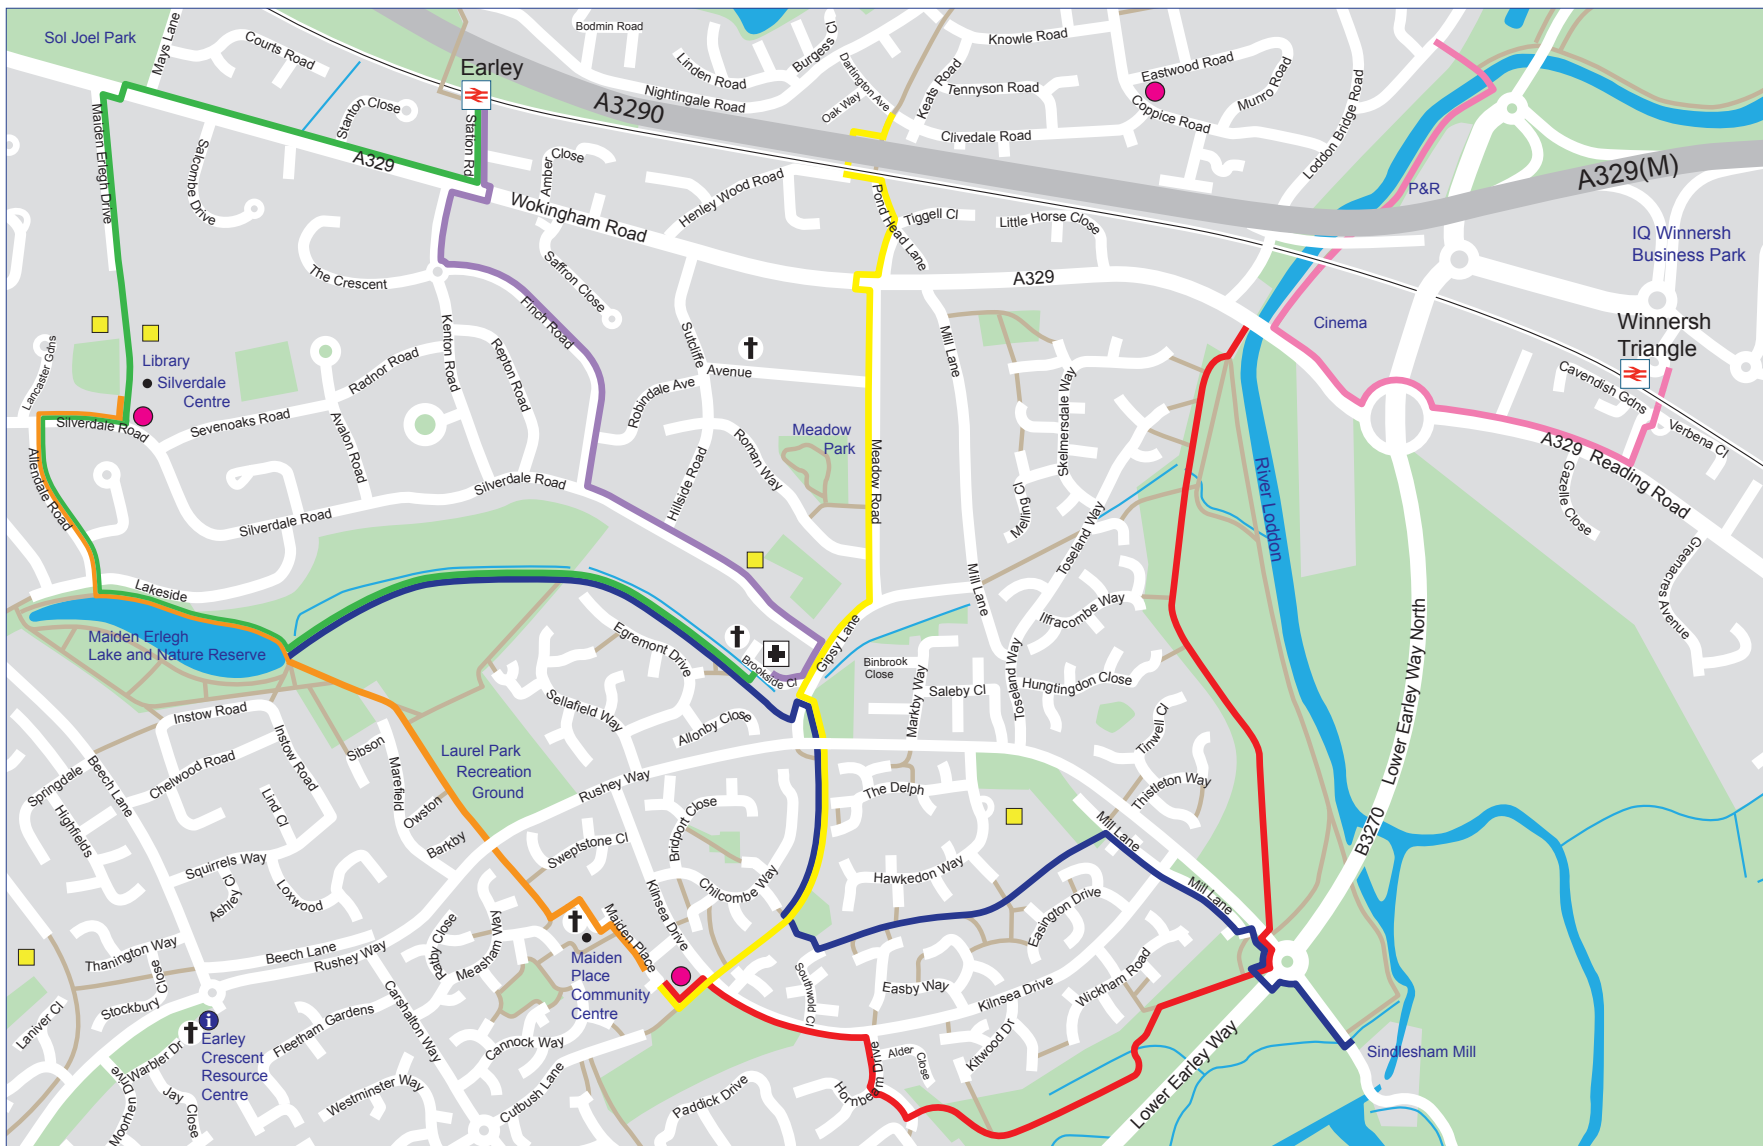 Sol Joel Park
Mays Lane
Courts Road
Earley
Bodmin Road
Linden Road
Burgess Cl
Nightingale Road
Dartington Ave
Oak Way
Keats Road
Knowle Road
Tennyson Road
Eastwood Road
Coppice Road
Munro Road
Clivedale Road
Loddon Bridge Road
A3290
A329(M)
P&R
IQ Winnersh
Business Park
Maiden Erlegh Drive
Stanton Close
Salcombe Drive
A329
Station Rd
Amber
Close
Henley Wood Road
Wokingham Road
Pond Head Lane
Tiggell Cl
Little Horse Close
A329
The Crescent
Saffron Close
Finch Road
Kenton Road
Repton Road
Sutcliffe
Avenue
Robindale Ave
Mill Lane
Cinema
Winnersh
Triangle
Cavendish Gdns
Verbena Cl
A329 Reading Road
Gazelle Close
Greenacres Avenue
Lancaster Gdns
Library
Silverdale
Centre
Radnor Road
Silverdale Road
Sevenoaks Road
Avalon Road
Allendale Road
Silverdale Road
Silverdale Road
Hillside Road
Roman Way
Meadow
Park
Meadow Road
Skelmersdale Way
Meling Cl
Toseland Way
River Loddon
Lakeside
Maiden Erlegh
Lake and Nature Reserve
Egremont Drive
Brookside Cl
Gipsy Lane
Mill Lane
Ilfracombe Way
Binbrook
Close
Markby Way
Saleby Cl
Toseland Way
Hungtingdon Close
Tinwell Cl
Lower Earley Way North
Instow Road
Instow Road
Sibson
Sellafield Way
Allonby Close
Laurel Park
Recreation
Ground
Rushey Way
The Delph
Thistleton Way
Mill Lane
B3270
Springdale
Beech Lane
Chelwood Road
Marefield
Owston
Lind Cl
Highfields
Barkby
Squirrels Way
Ashley Cl
Loxwood
Bridport Close
Sweptstone Cl
Chilcombe Way
Hawkedon Way
Mill Lane
Easington Drive
Maiden Place
Kilnsea Drive
Thanington Way
Close
Beech Lane
Rushey Way
Ratby Close
Measham Way
Stockbury
Maiden
Place
Community
Centre
Southwold Cl
Easby Way
Kilnsea Drive
Wickham Road
Laniver Cl
Earley
Crescent
Resource
Centre
Fleetham Gardens
Carshalton Way
Cannock Way
Warbler Dr
Moorhen Drive
Jay
Close
Westminster Way
Cutbush Lane
Paddick Drive
Hornbeam Drive
Alder
Close
Kitwood Dr
Lower Earley Way
Sindlesham Mill